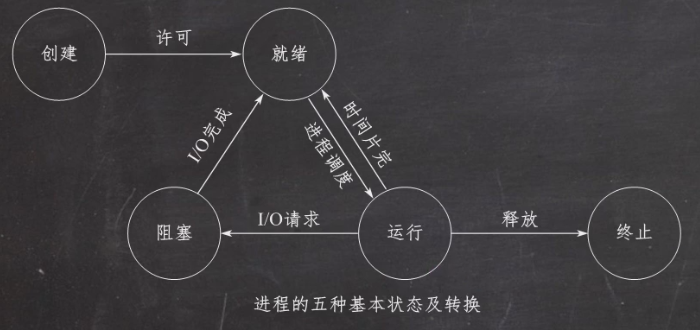 创建
许可
就绪
I/O完成
进程调度
时间片完
阻塞
I/O请求
运行
释放
终止
进程的五种基本状态及转换